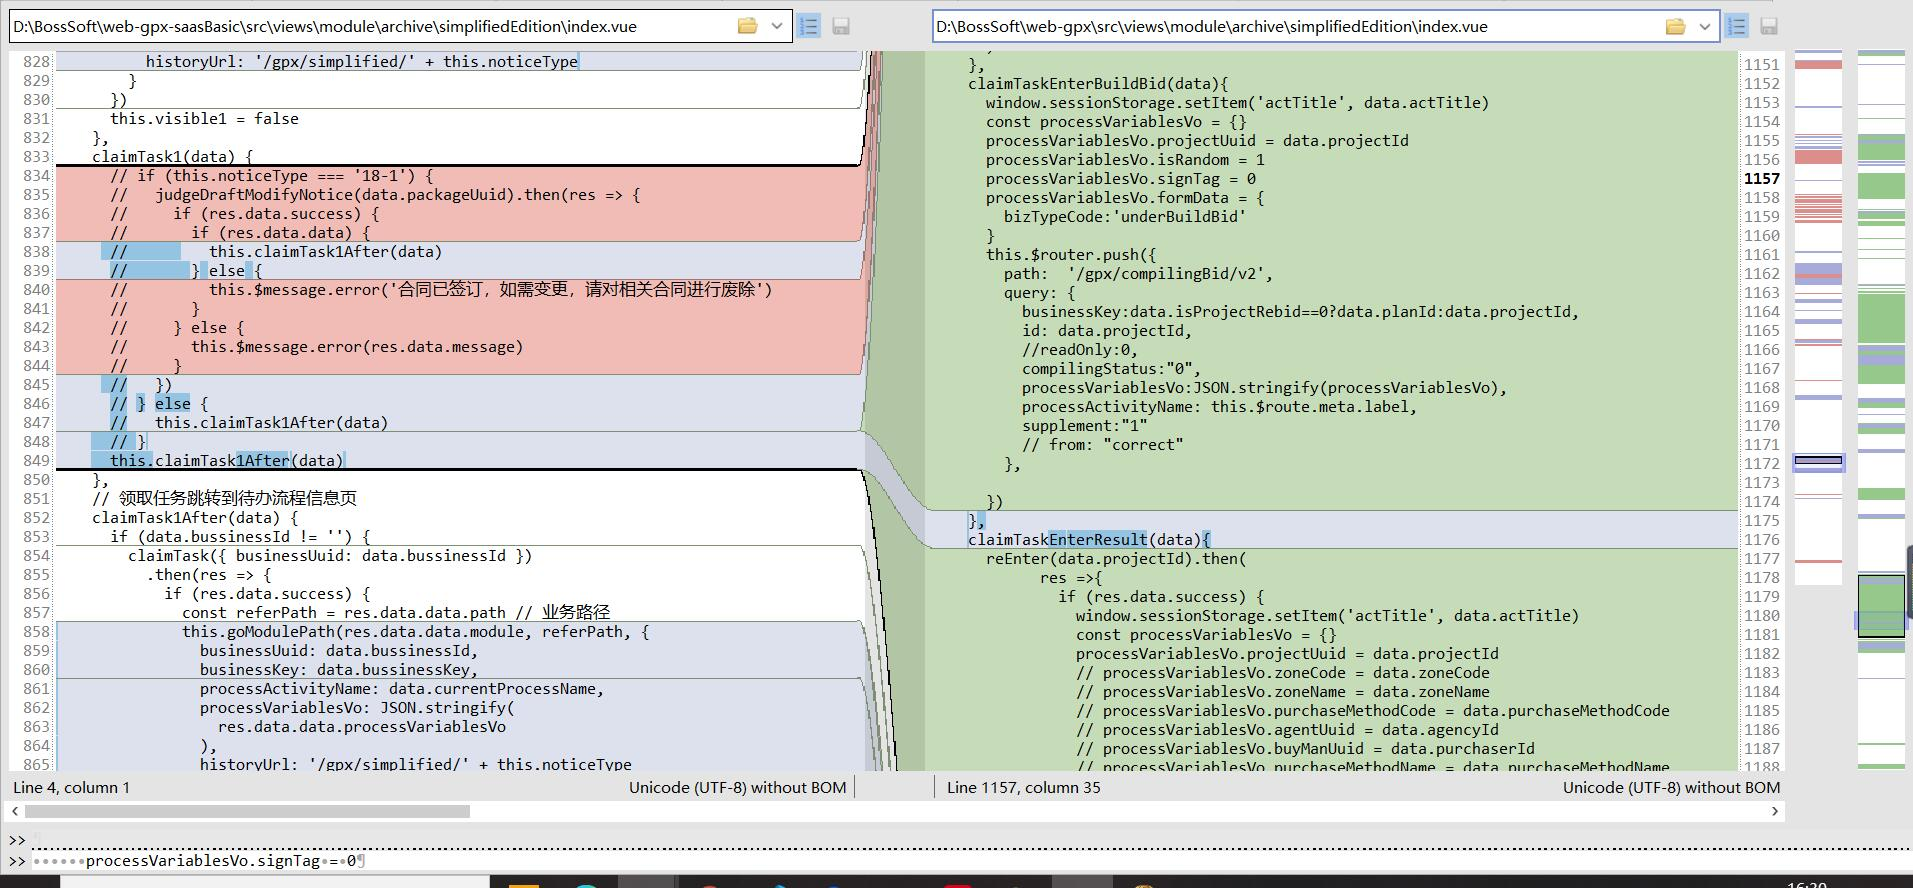 D:\BossSoft\web-gpx-saasBasic\src\views\module\archive\simplifiedEdition\index.vue
828 historyUrl: '/gpx/simplified/' + this.noticeType
829 }
830 })
831 this.visible1 = false
832 },
833 claimTask1(data) {
834 // if (this.noticeType === '18-1') {
835 //   judgeDraftModifyNotice(data.packageUuid).then(res => {
836 //     if (res.data.success) {
837 //       if (res.data.data) {
838 //         this.claimTask1After(data)
839 //       } else {
840 //         this.$message.error('合同已签订，如需变更，请对相关合同进行废除')
841 //       }
842 //     } else {
843 //       this.$message.error(res.data.message)
844 //     }
845 //   })
846 // } else {
847 //   this.claimTask1After(data)
848 // }
849 this.claimTask1After(data)
850 },
851 // 领取任务跳转到待办流程信息页
852 claimTask1After(data) {
853 if (data.bussinessId != '') {
854 claimTask({ businessUuid: data.bussinessId })
855 .then(res => {
856 if (res.data.success) {
857 const referPath = res.data.data.path // 业务路径
858 this.goModulePath(res.data.data.module, referPath, {
859 businessUuid: data.bussinessId,
860 businessKey: data.bussinessKey,
861 processActivityName: data.currentProcessName,
862 processVariablesVo: JSON.stringify(
863 res.data.data.processVariablesVo
864 ),
865 historyUrl: '/gpx/simplified/' + this.noticeType
Line 4, column 1
Unicode (UTF-8) without BOM
D:\BossSoft\web-gpx\src\views\module\archive\simplifiedEdition\index.vue
}, 1151
claimTaskEnterBuildBid(data){ 1152
window.sessionStorage.setItem('actTitle', data.actTitle) 1153
const processVariablesVo = {} 1154
processVariablesVo.projectUuid = data.projectId 1155
processVariablesVo.isRandom = 1 1156
processVariablesVo.signTag = 0 1157
processVariablesVo.formData = { 1158
bizTypeCode:'underBuildBid' 1159
} 1160
this.$router.push({ 1161
path:  '/gpx/compilingBid/v2', 1162
query: { 1163
businessKey:data.isProjectRebid==0?data.planId:data.projectId, 1164
id: data.projectId, 1165
//readOnly:0, 1166
compilingStatus:"0", 1167
processVariablesVo:JSON.stringify(processVariablesVo), 1168
processActivityName: this.$route.meta.label, 1169
supplement:"1" 1170
// from: "correct" 1171
}, 1172
1173
}) 1174
}, 1175
claimTaskEnterResult(data){ 1176
reEnter(data.projectId).then( 1177
res =>{ 1178
if (res.data.success) { 1179
window.sessionStorage.setItem('actTitle', data.actTitle) 1180
const processVariablesVo = {} 1181
processVariablesVo.projectUuid = data.projectId 1182
// processVariablesVo.zoneCode = data.zoneCode 1183
// processVariablesVo.zoneName = data.zoneName 1184
// processVariablesVo.purchaseMethodCode = data.purchaseMethodCode 1185
// processVariablesVo.agentUuid = data.agencyId 1186
// processVariablesVo.buyManUuid = data.purchaserId 1187
// processVariablesVo.purchaseMethodName = data.purchaseMethodName 1188
Line 1157, column 35
Unicode (UTF-8) without BOM
>>
>> ······processVariablesVo.signTag·=·0¶